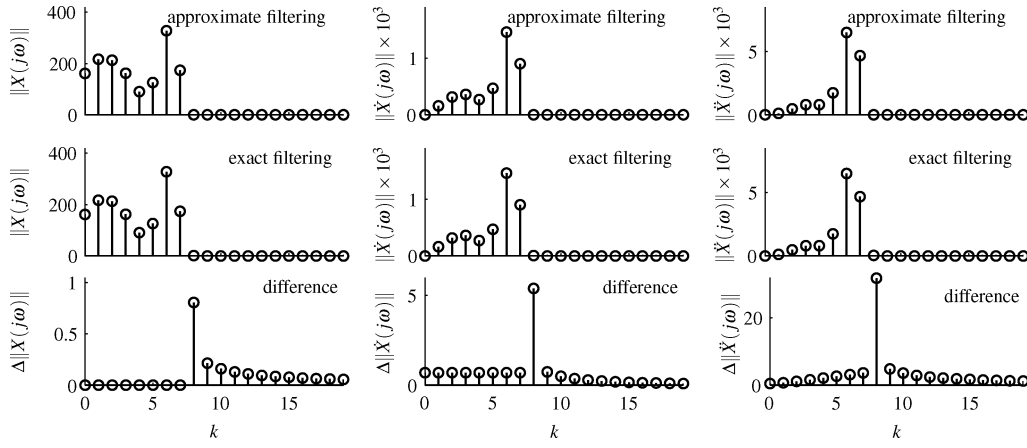 approximate filtering
400
200
0
‖X(jω)‖
approximate filtering
1
0
‖Ẋ(jω)‖ × 10³
approximate filtering
5
0
‖Ẍ(jω)‖ × 10³
exact filtering
400
200
0
‖X(jω)‖
exact filtering
1
0
‖Ẋ(jω)‖ × 10³
exact filtering
5
0
‖Ẍ(jω)‖ × 10³
difference
1
0.5
0
Δ‖X(jω)‖
0 5 10 15
k
difference
5
0
Δ‖Ẋ(jω)‖
0 5 10 15
k
difference
20
0
Δ‖Ẍ(jω)‖
0 5 10 15
k